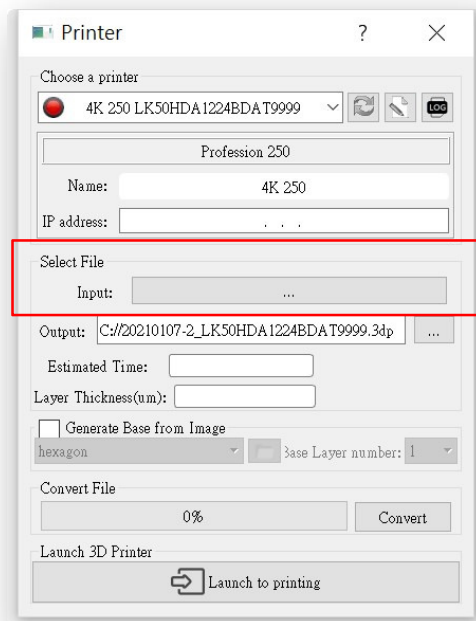 Printer ? ×
Choose a printer
4K 250 LK50HDA1224BDAT9999
LOG
Profession 250
Name: 4K 250
IP address: . . .
Select File
Input: ...
Output: C://20210107-2_LK50HDA1224BDAT9999.3dp ...
Estimated Time:
Layer Thickness(um):
Generate Base from Image
hexagon Base Layer number: 1
Convert File
0% Convert
Launch 3D Printer
Launch to printing